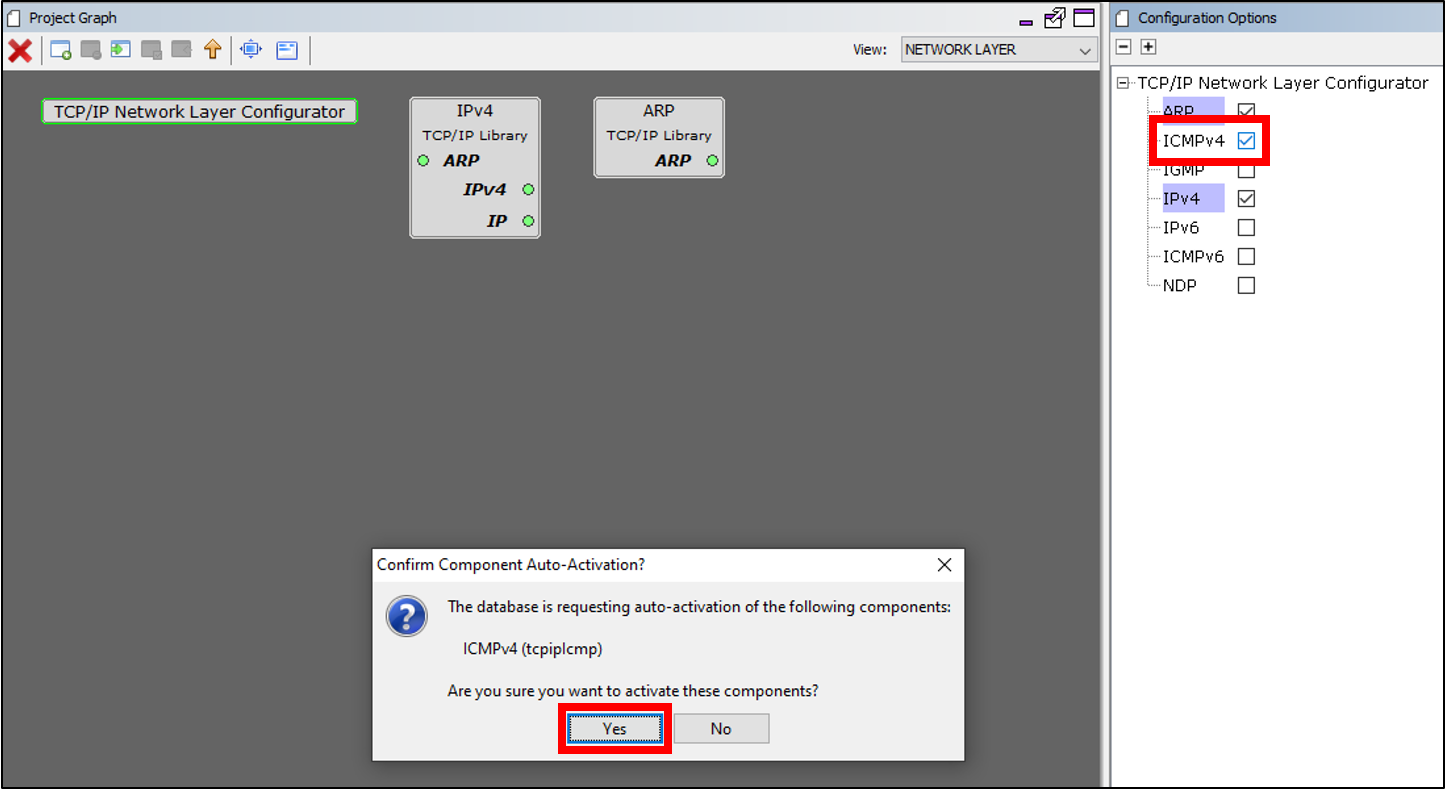 Project Graph
View: NETWORK LAYER
TCP/IP Network Layer Configurator
IPv4
TCP/IP Library
ARP
IPv4
IP
ARP
TCP/IP Library
ARP
Confirm Component Auto-Activation?
The database is requesting auto-activation of the following components:
ICMPv4 (tcpipIcmp)
Are you sure you want to activate these components?
Yes No
Configuration Options
TCP/IP Network Layer Configurator
ARP
ICMPv4
IGMP
IPv4
IPv6
ICMPv6
NDP